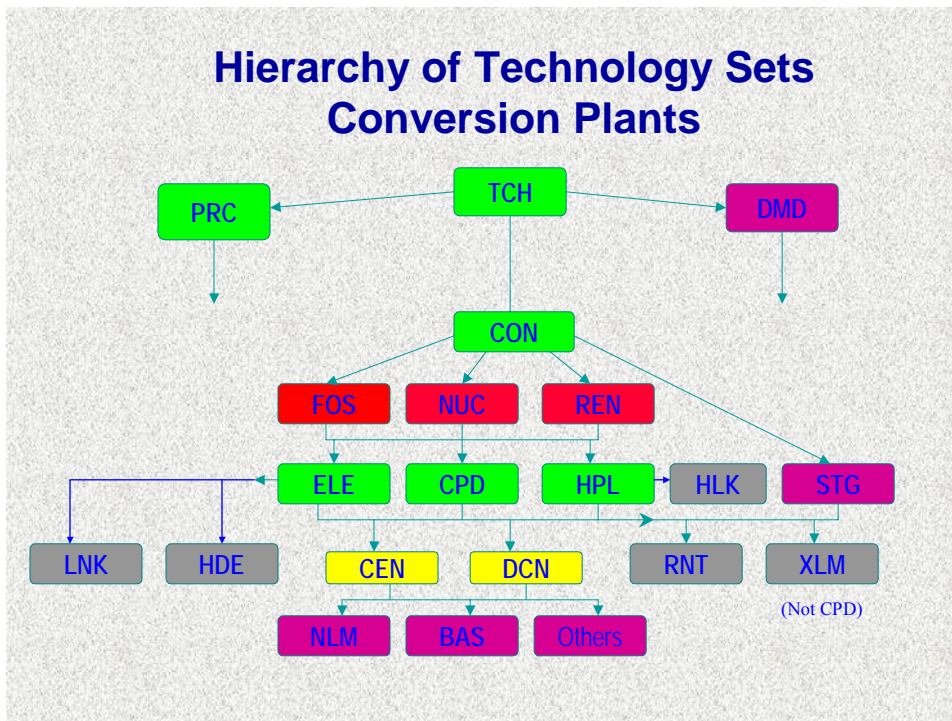 Hierarchy of Technology Sets
Conversion Plants
TCH
PRC
DMD
CON
FOS
NUC
REN
ELE
CPD
HPL
HLK
STG
LNK
HDE
CEN
DCN
RNT
XLM
(Not CPD)
NLM
BAS
Others